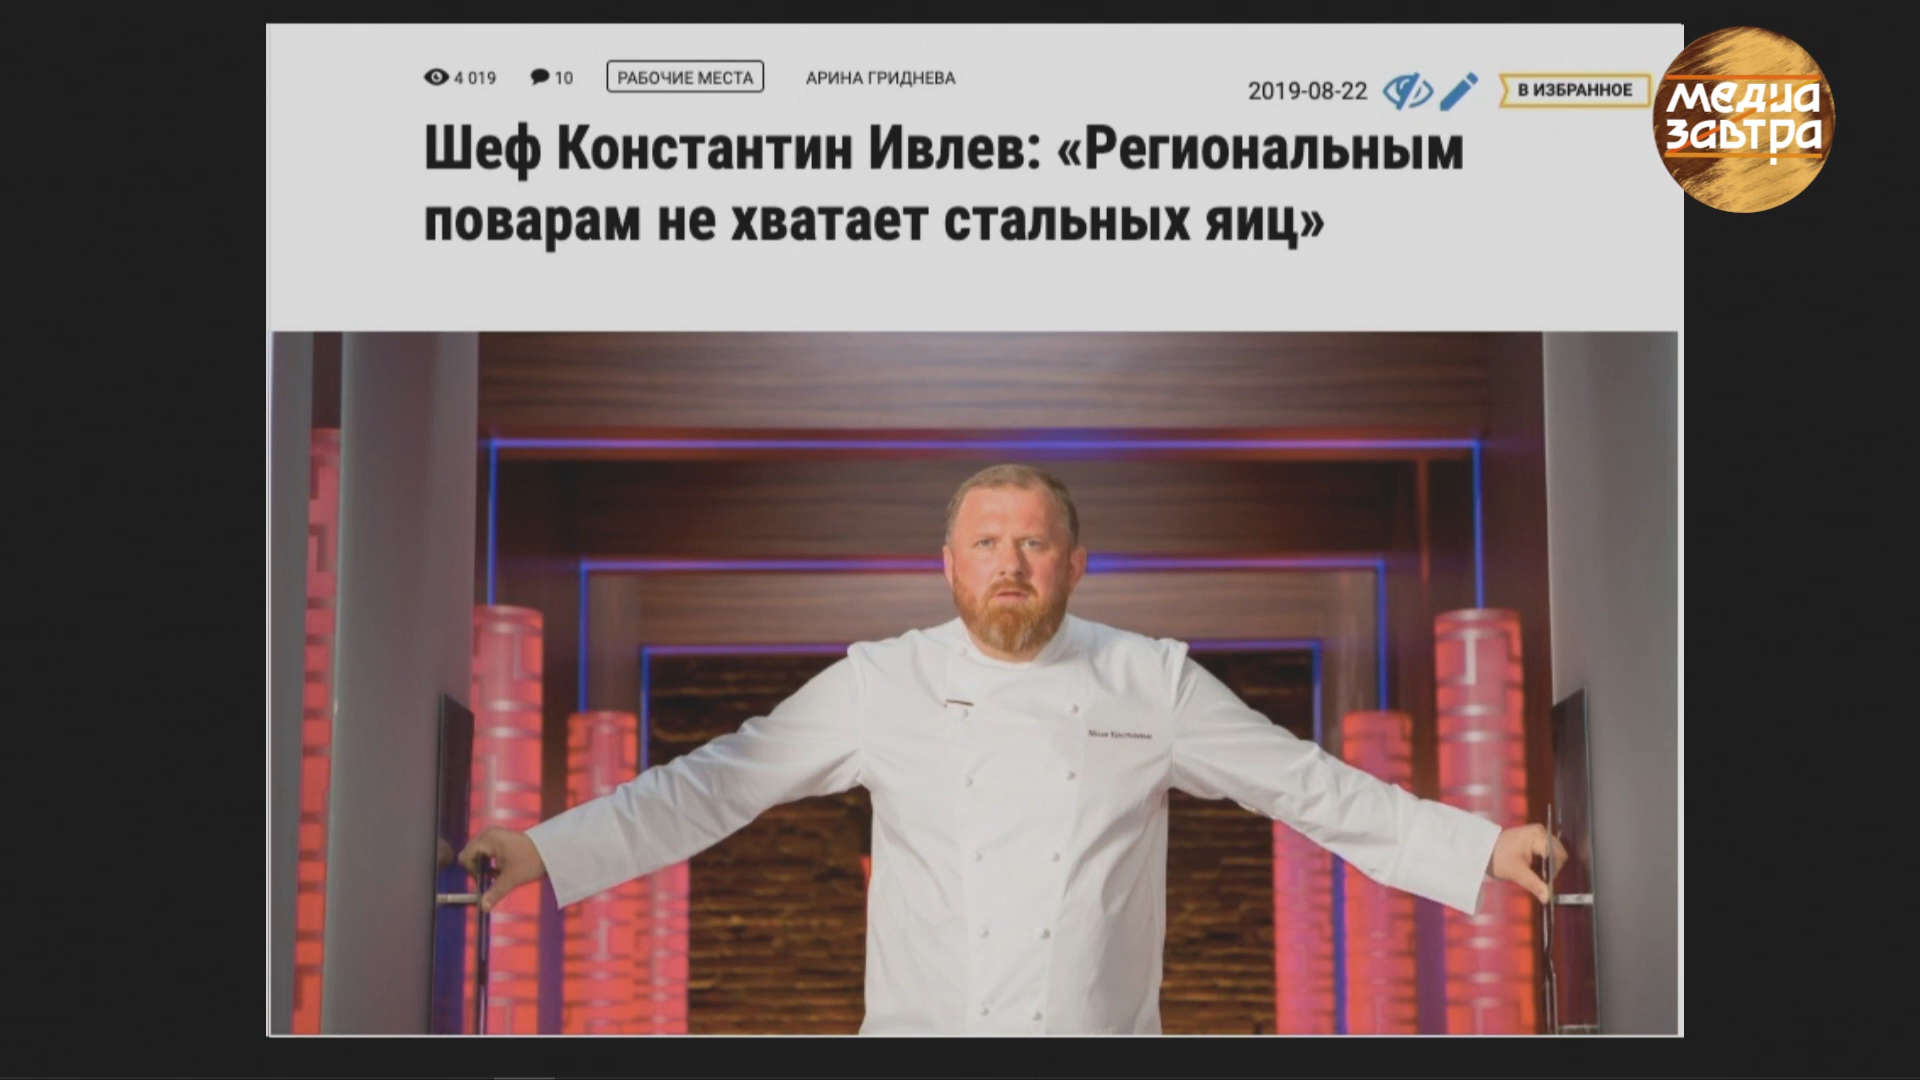 4 019
10
РАБОЧИЕ МЕСТА
АРИНА ГРИДНЕВА
2019-08-22
В ИЗБРАННОЕ
медиа
завтра
Шеф Константин Ивлев: «Региональным
поварам не хватает стальных яиц»